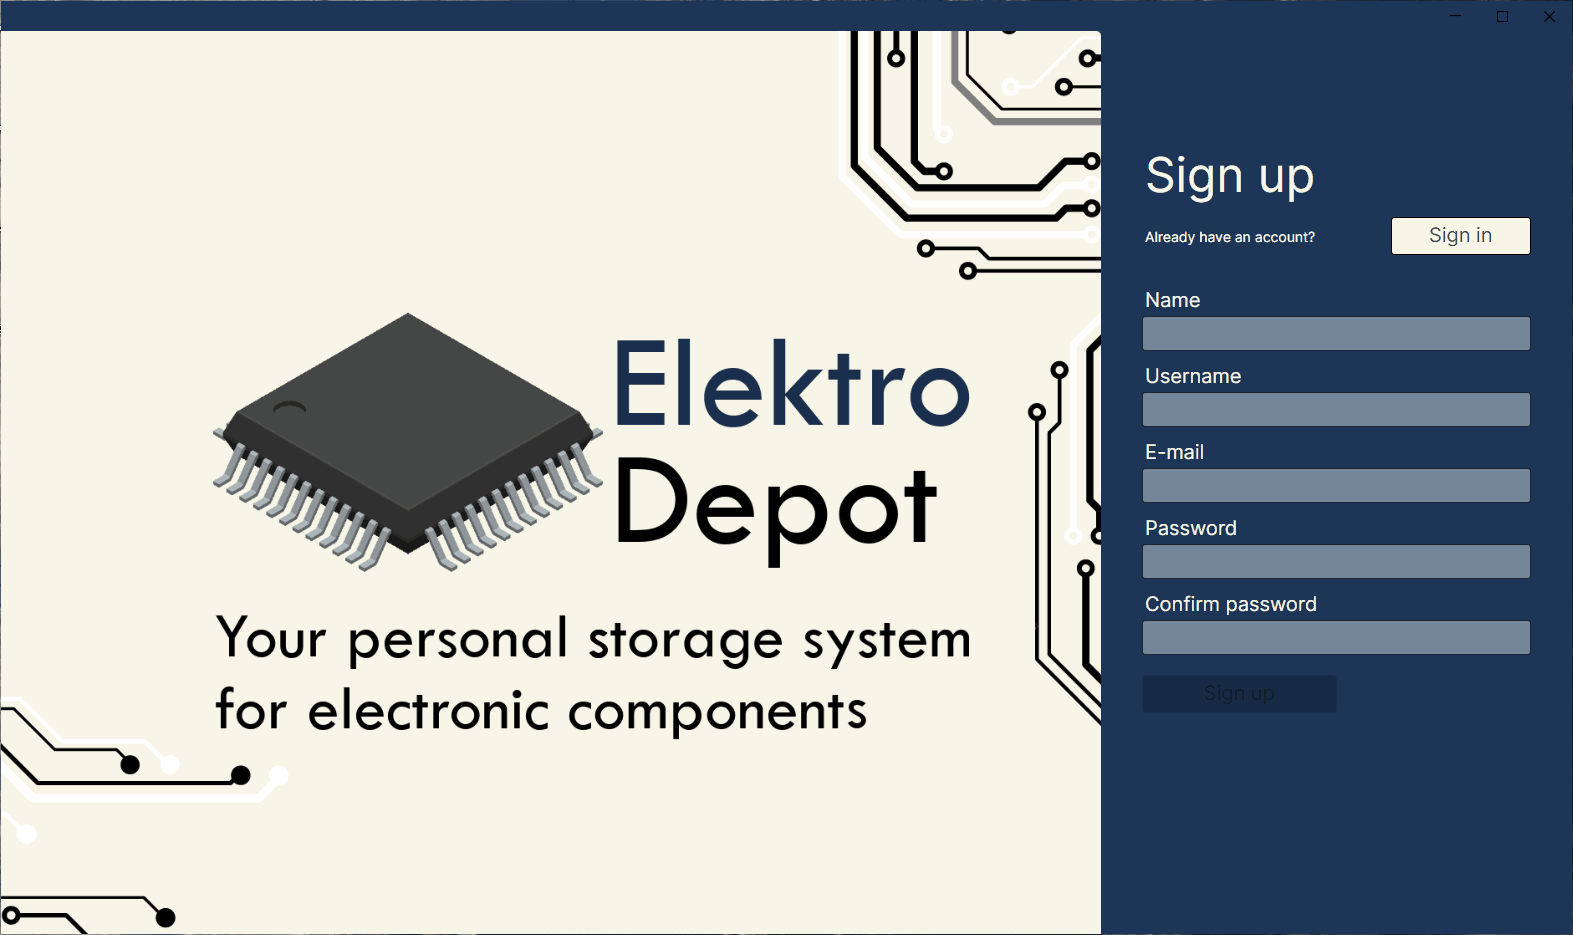 Elektro
Depot
Your personal storage system
for electronic components
Sign up
Already have an account?
Sign in
Name
Username
E-mail
Password
Confirm password
Sign up